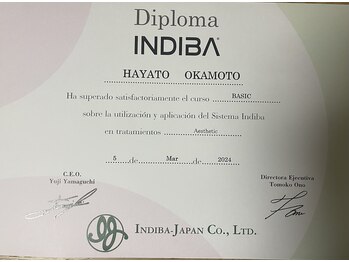 Diploma
INDIBA®
HAYATO OKAMOTO
Ha superado satisfactoriamente el curso BASIC
sobre la utilización y aplicación del Sistema Indiba
en tratamientos Aesthetic
5 de Mar de 2024
C.E.O.
Yuji Yamaguchi
Directora Ejecutiva
Tomoko Ono
INDIBA-JAPAN CO., LTD.